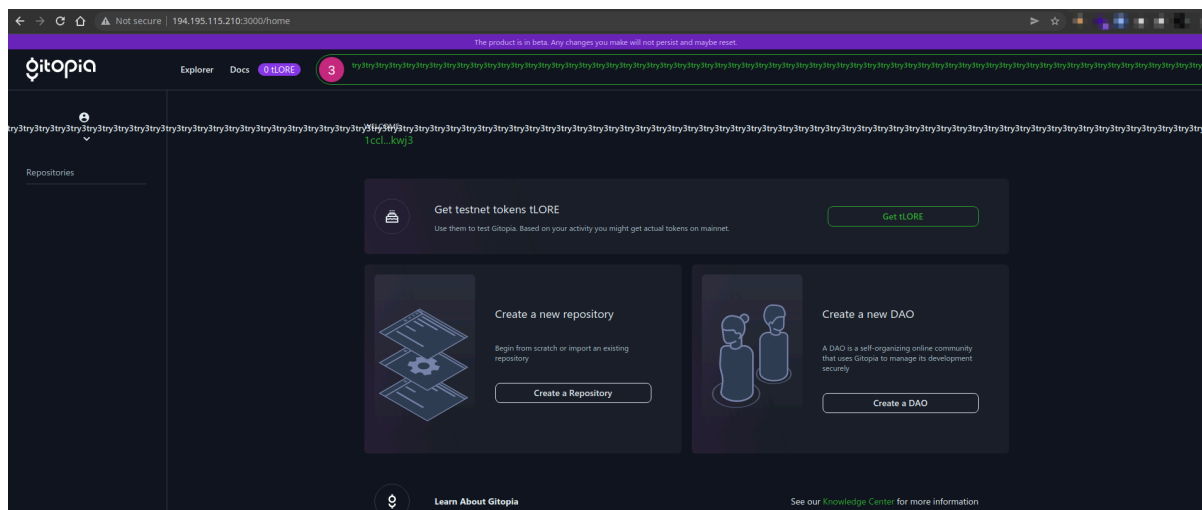 Not secure | 194.195.115.210:3000/home
The product is in beta. Any changes you make will not persist and maybe reset.
gitopia
Explorer Docs 0 tLORE 3
WELCOME
1ccl...kwj3
Repositories
Get testnet tokens tLORE
Use them to test Gitopia. Based on your activity you might get actual tokens on mainnet.
Get tLORE
Create a new repository
Begin from scratch or import an existing
repository
Create a Repository
Create a new DAO
A DAO is a self-organizing online community
that uses Gitopia to manage its development
securely
Create a DAO
Learn About Gitopia
See our Knowledge Center for more information